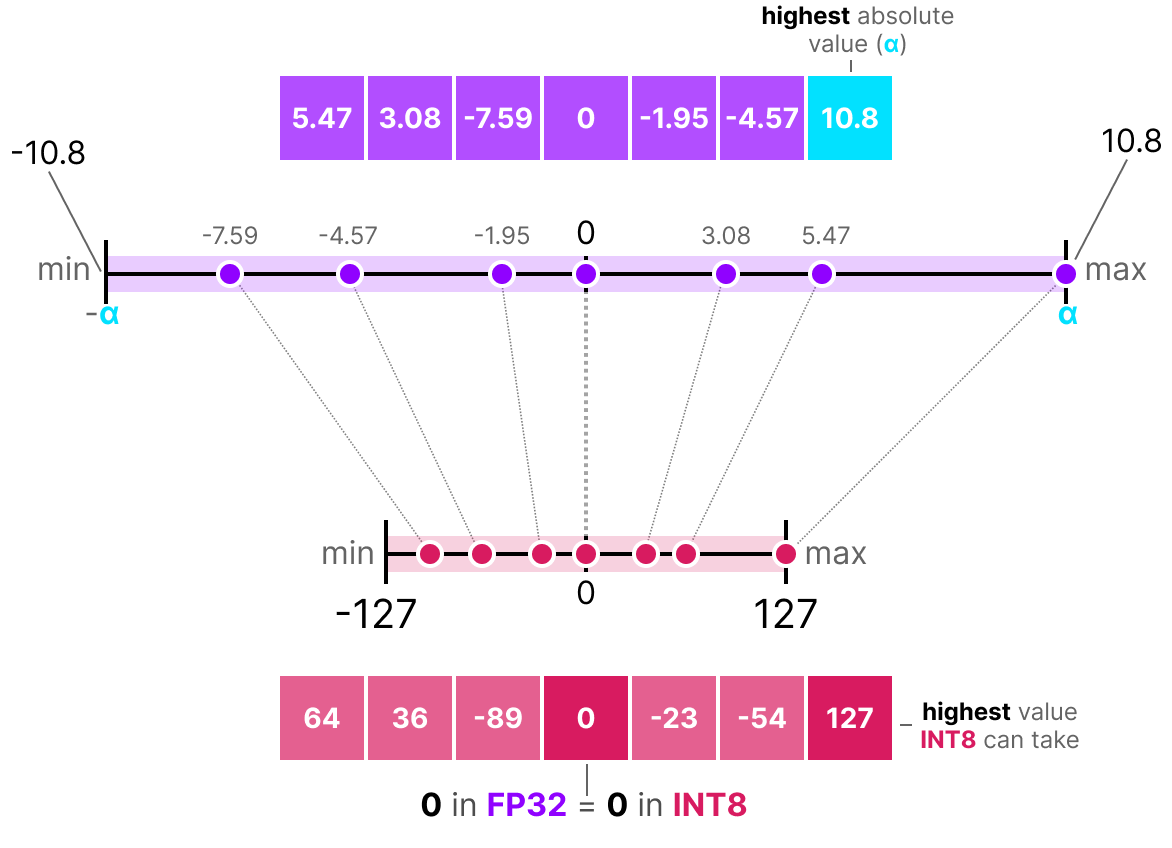 highest absolute
value (α)
5.47 3.08 -7.59 0 -1.95 -4.57 10.8
-10.8 10.8
-7.59 -4.57 -1.95 0 3.08 5.47
min max
-α α
min max
0
-127 127
64 36 -89 0 -23 -54 127
highest value
INT8 can take
0 in FP32 = 0 in INT8